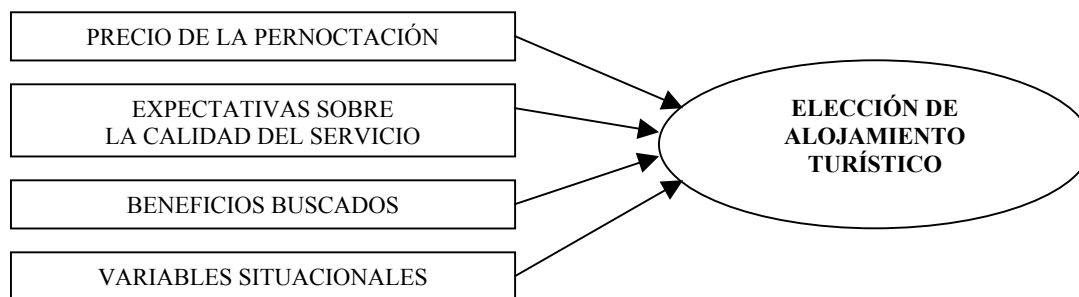 PRECIO DE LA PERNOCTACIÓN
EXPECTATIVAS SOBRE
LA CALIDAD DEL SERVICIO
BENEFICIOS BUSCADOS
VARIABLES SITUACIONALES
ELECCIÓN DE
ALOJAMIENTO
TURÍSTICO